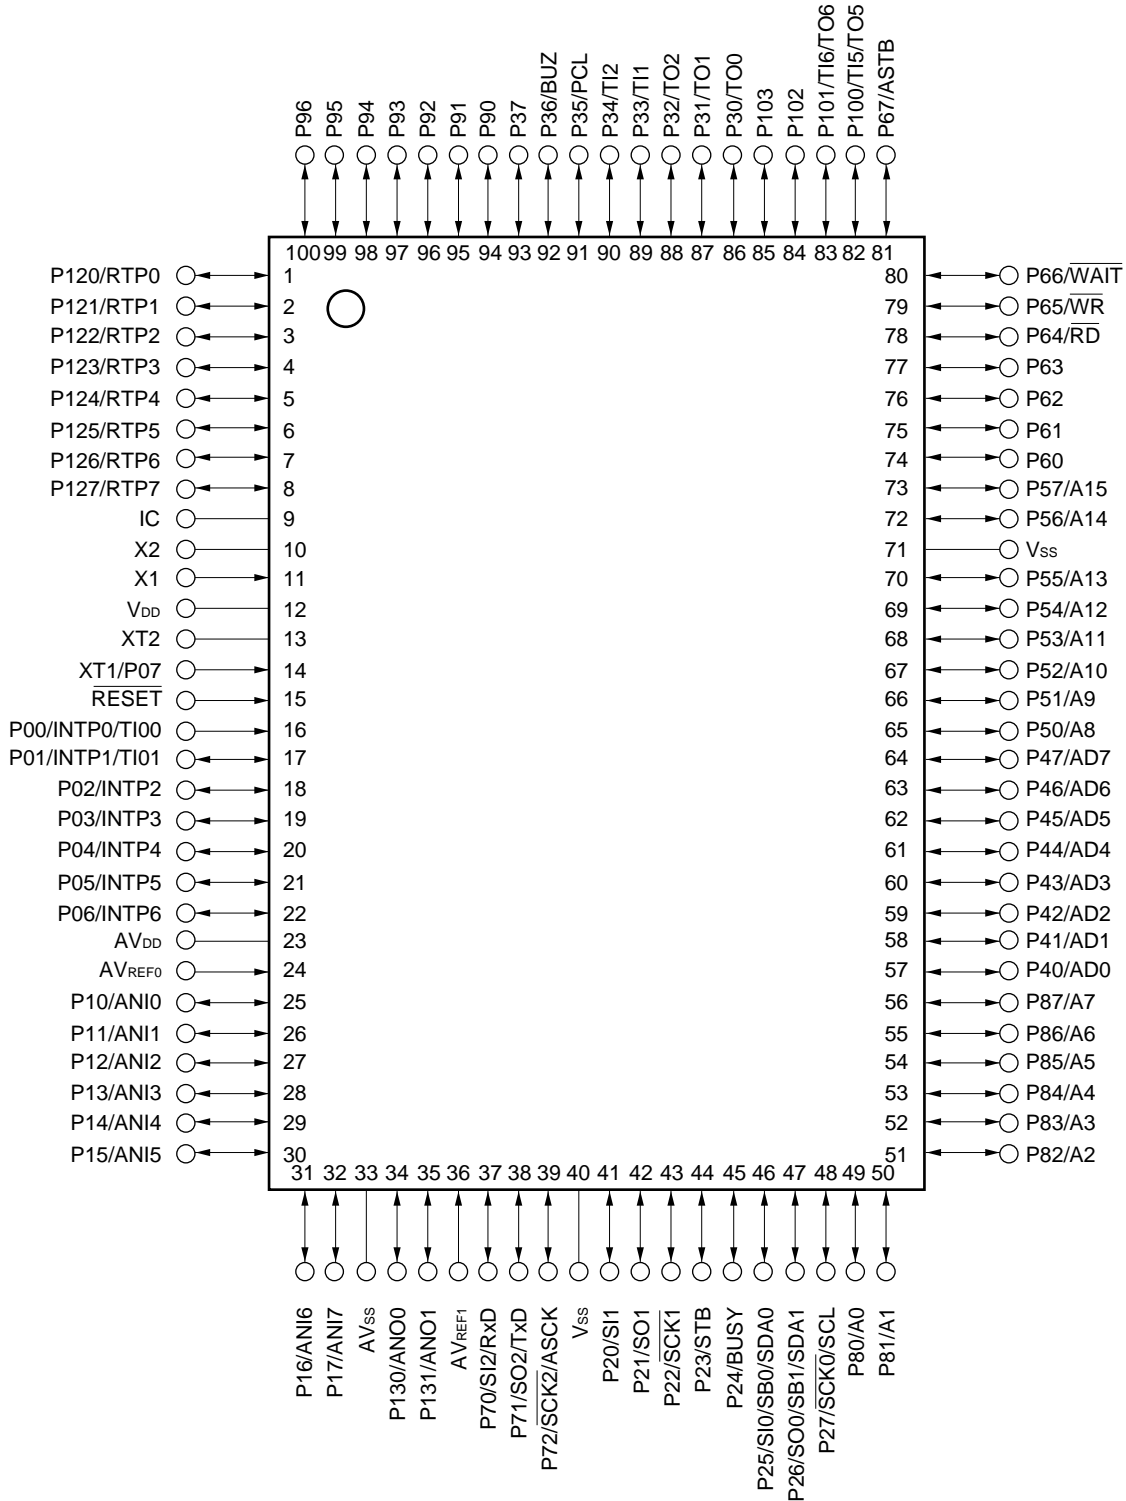 P96
P95
P94
P93
P92
P91
P90
P37
P36/BUZ
P35/PCL
P34/TI2
P33/TI1
P32/TO2
P31/TO1
P30/TO0
P103
P102
P101/TI6/TO6
P100/TI5/TO5
P67/ASTB
100 99 98 97 96 95 94 93 92 91 90 89 88 87 86 85 84 83 82 81
P120/RTP0 1
P121/RTP1 2
P122/RTP2 3
P123/RTP3 4
P124/RTP4 5
P125/RTP5 6
P126/RTP6 7
P127/RTP7 8
IC 9
X2 10
X1 11
VDD 12
XT2 13
XT1/P07 14
RESET 15
P00/INTP0/TI00 16
P01/INTP1/TI01 17
P02/INTP2 18
P03/INTP3 19
P04/INTP4 20
P05/INTP5 21
P06/INTP6 22
AVDD 23
AVREF0 24
P10/ANI0 25
P11/ANI1 26
P12/ANI2 27
P13/ANI3 28
P14/ANI4 29
P15/ANI5 30
80 P66/WAIT
79 P65/WR
78 P64/RD
77 P63
76 P62
75 P61
74 P60
73 P57/A15
72 P56/A14
71 VSS
70 P55/A13
69 P54/A12
68 P53/A11
67 P52/A10
66 P51/A9
65 P50/A8
64 P47/AD7
63 P46/AD6
62 P45/AD5
61 P44/AD4
60 P43/AD3
59 P42/AD2
58 P41/AD1
57 P40/AD0
56 P87/A7
55 P86/A6
54 P85/A5
53 P84/A4
52 P83/A3
51 P82/A2
31 32 33 34 35 36 37 38 39 40 41 42 43 44 45 46 47 48 49 50
P16/ANI6
P17/ANI7
AVSS
P130/ANO0
P131/ANO1
AVREF1
P70/SI2/RxD
P71/SO2/TxD
P72/SCK2/ASCK
VSS
P20/SI1
P21/SO1
P22/SCK1
P23/STB
P24/BUSY
P25/SI0/SB0/SDA0
P26/SO0/SB1/SDA1
P27/SCK0/SCL
P80/A0
P81/A1